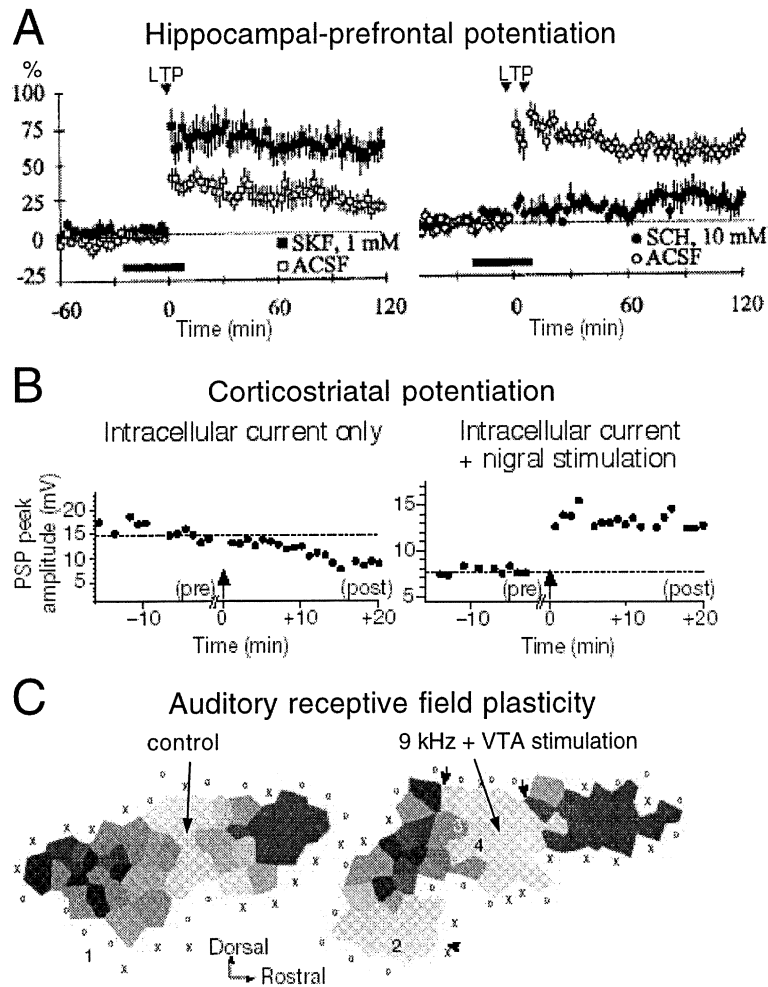 A
Hippocampal-prefrontal potentiation
%
LTP
LTP
100
75
50
25
0
-25
SKF, 1 mM
ACSF
SCH, 10 mM
ACSF
-60 0 60 120
0 60 120
Time (min)
Time (min)
B
Corticostriatal potentiation
Intracellular current only
Intracellular current
+ nigral stimulation
PSP peak
amplitude (mV)
20
15
10
5
15
10
5
(pre) (post)
(pre) (post)
−10 0 +10 +20
−10 0 +10 +20
Time (min)
Time (min)
C
Auditory receptive field plasticity
control
9 kHz + VTA stimulation
3
4
1
2
Dorsal
Rostral